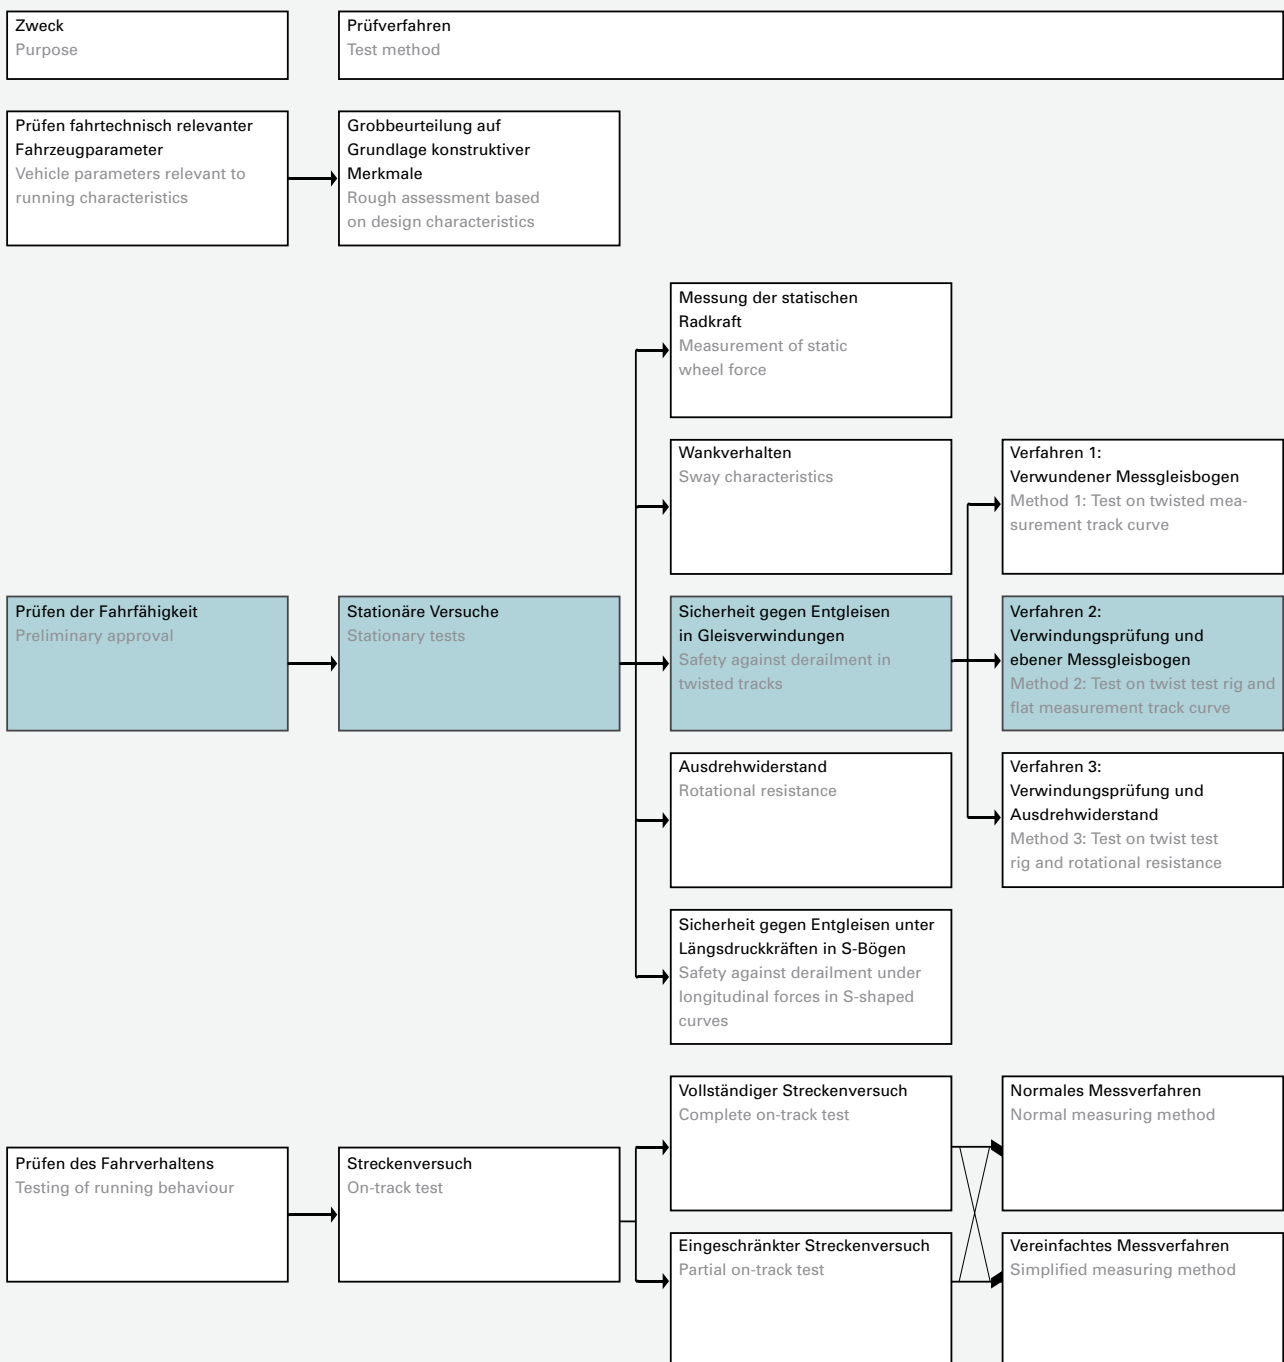 Zweck
Purpose
Prüfverfahren
Test method
Prüfen fahrtechnisch relevanter
Fahrzeugparameter
Vehicle parameters relevant to
running characteristics
Grobbeurteilung auf
Grundlage konstruktiver
Merkmale
Rough assessment based
on design characteristics
Messung der statischen
Radkraft
Measurement of static
wheel force
Wankverhalten
Sway characteristics
Verfahren 1:
Verwundener Messgleisbogen
Method 1: Test on twisted mea-
surement track curve
Prüfen der Fahrfähigkeit
Preliminary approval
Stationäre Versuche
Stationary tests
Sicherheit gegen Entgleisen
in Gleisverwindungen
Safety against derailment in
twisted tracks
Verfahren 2:
Verwindungsprüfung und
ebener Messgleisbogen
Method 2: Test on twist test rig and
flat measurement track curve
Ausdrehwiderstand
Rotational resistance
Verfahren 3:
Verwindungsprüfung und
Ausdrehwiderstand
Method 3: Test on twist test
rig and rotational resistance
Sicherheit gegen Entgleisen unter
Längsdruckkräften in S-Bögen
Safety against derailment under
longitudinal forces in S-shaped
curves
Vollständiger Streckenversuch
Complete on-track test
Normales Messverfahren
Normal measuring method
Prüfen des Fahrverhaltens
Testing of running behaviour
Streckenversuch
On-track test
Eingeschränkter Streckenversuch
Partial on-track test
Vereinfachtes Messverfahren
Simplified measuring method